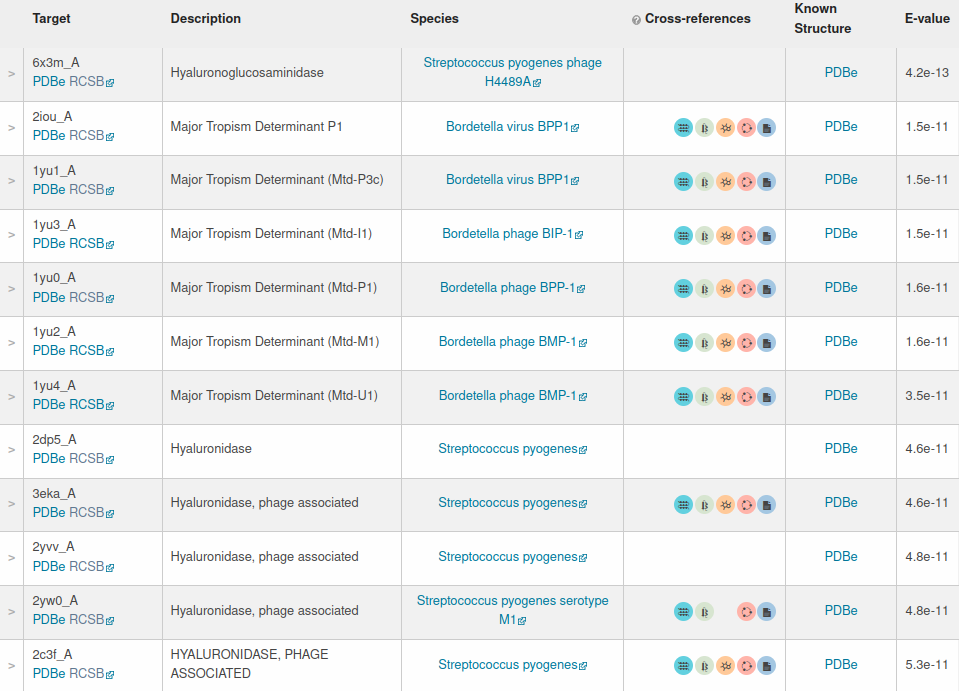 Target Description Species Cross-references Known Structure E-value
> 6x3m_A Hyaluronoglucosaminidase Streptococcus pyogenes phage PDBe 4.2e-13
PDBe RCSB H4489A
> 2iou_A Major Tropism Determinant P1 Bordetella virus BPP1 PDBe 1.5e-11
PDBe RCSB
> 1yu1_A Major Tropism Determinant (Mtd-P3c) Bordetella virus BPP1 PDBe 1.5e-11
PDBe RCSB
> 1yu3_A Major Tropism Determinant (Mtd-I1) Bordetella phage BIP-1 PDBe 1.5e-11
PDBe RCSB
> 1yu0_A Major Tropism Determinant (Mtd-P1) Bordetella phage BPP-1 PDBe 1.6e-11
PDBe RCSB
> 1yu2_A Major Tropism Determinant (Mtd-M1) Bordetella phage BMP-1 PDBe 1.6e-11
PDBe RCSB
> 1yu4_A Major Tropism Determinant (Mtd-U1) Bordetella phage BMP-1 PDBe 3.5e-11
PDBe RCSB
> 2dp5_A Hyaluronidase Streptococcus pyogenes PDBe 4.6e-11
PDBe RCSB
> 3eka_A Hyaluronidase, phage associated Streptococcus pyogenes PDBe 4.6e-11
PDBe RCSB
> 2yvv_A Hyaluronidase, phage associated Streptococcus pyogenes PDBe 4.8e-11
PDBe RCSB
> 2yw0_A Hyaluronidase, phage associated Streptococcus pyogenes serotype PDBe 4.8e-11
PDBe RCSB M1
> 2c3f_A HYALURONIDASE, PHAGE Streptococcus pyogenes PDBe 5.3e-11
PDBe RCSB ASSOCIATED